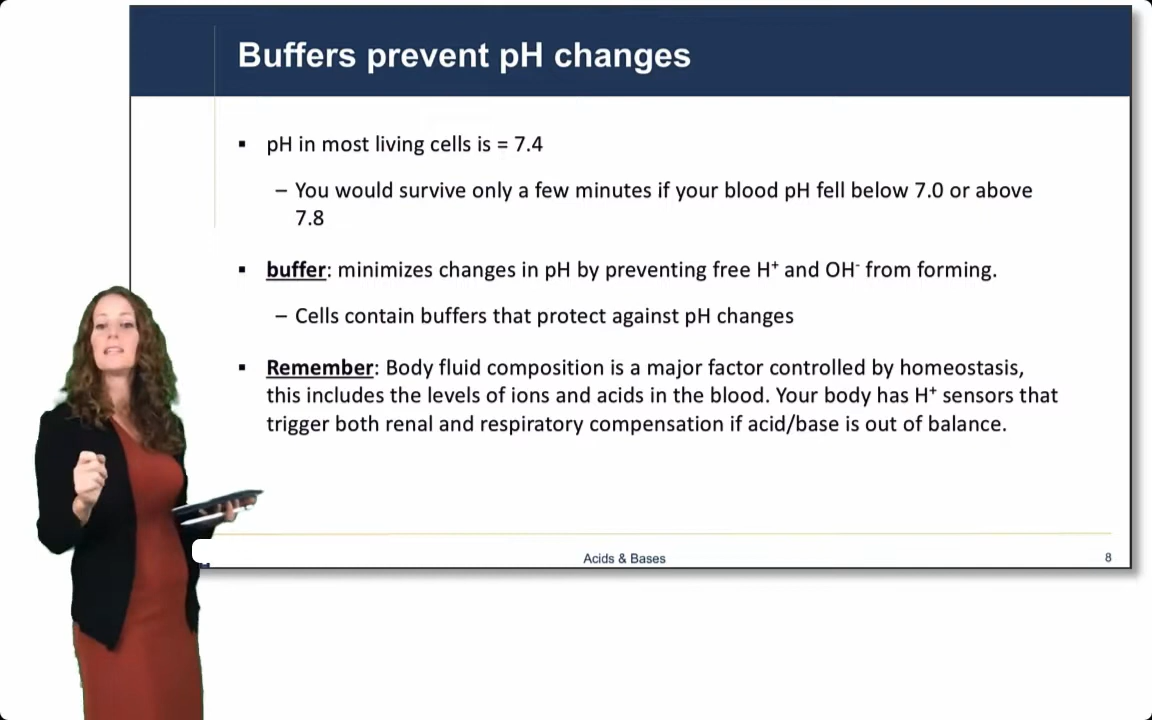 Buffers prevent pH changes
▪ pH in most living cells is = 7.4
– You would survive only a few minutes if your blood pH fell below 7.0 or above
7.8
▪ buffer: minimizes changes in pH by preventing free H⁺ and OH⁻ from forming.
– Cells contain buffers that protect against pH changes
▪ Remember: Body fluid composition is a major factor controlled by homeostasis,
this includes the levels of ions and acids in the blood. Your body has H⁺ sensors that
trigger both renal and respiratory compensation if acid/base is out of balance.
Acids & Bases
8